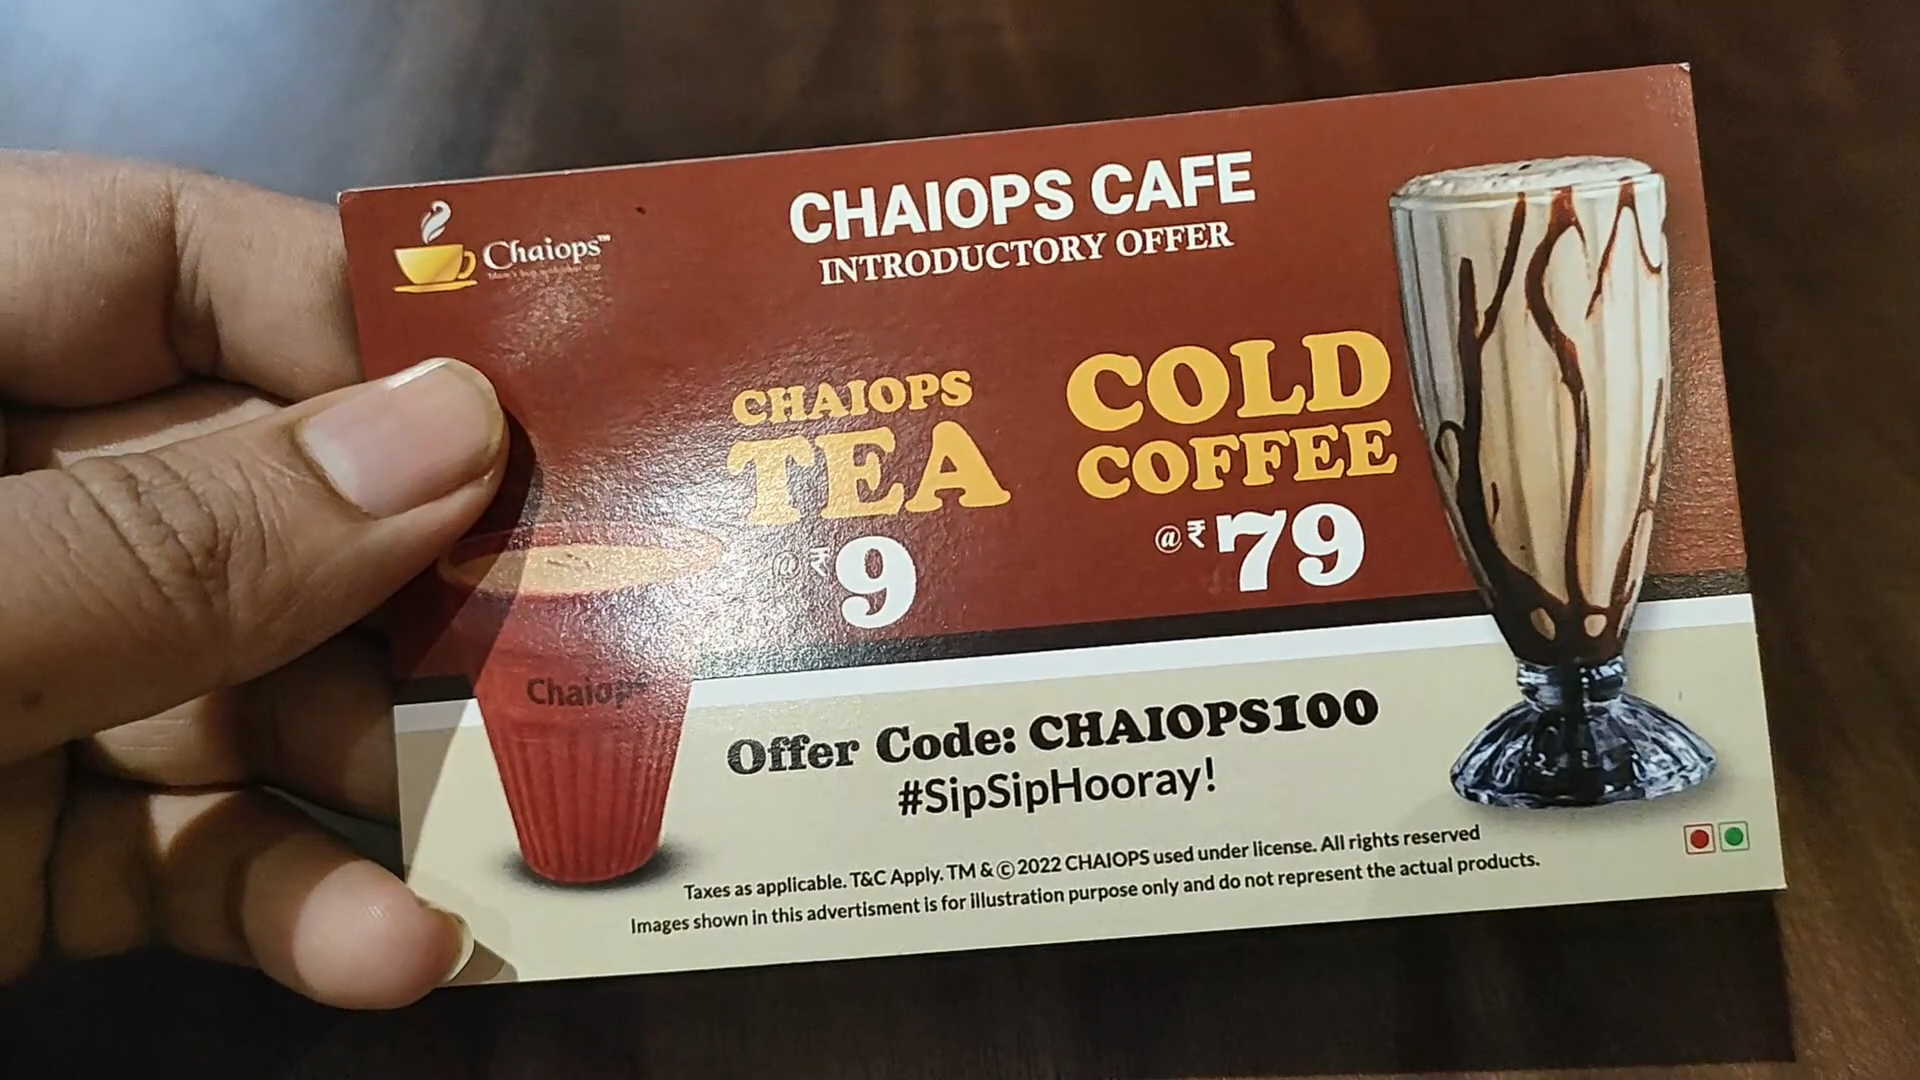 Chaiops™
CHAIOPS CAFE
INTRODUCTORY OFFER
CHAIOPS
TEA
@ ₹9
COLD
COFFEE
@ ₹79
Chaiops
Offer Code: CHAIOPS100
#SipSipHooray!
Taxes as applicable. T&C Apply. TM & © 2022 CHAIOPS used under license. All rights reserved
Images shown in this advertisment is for illustration purpose only and do not represent the actual products.